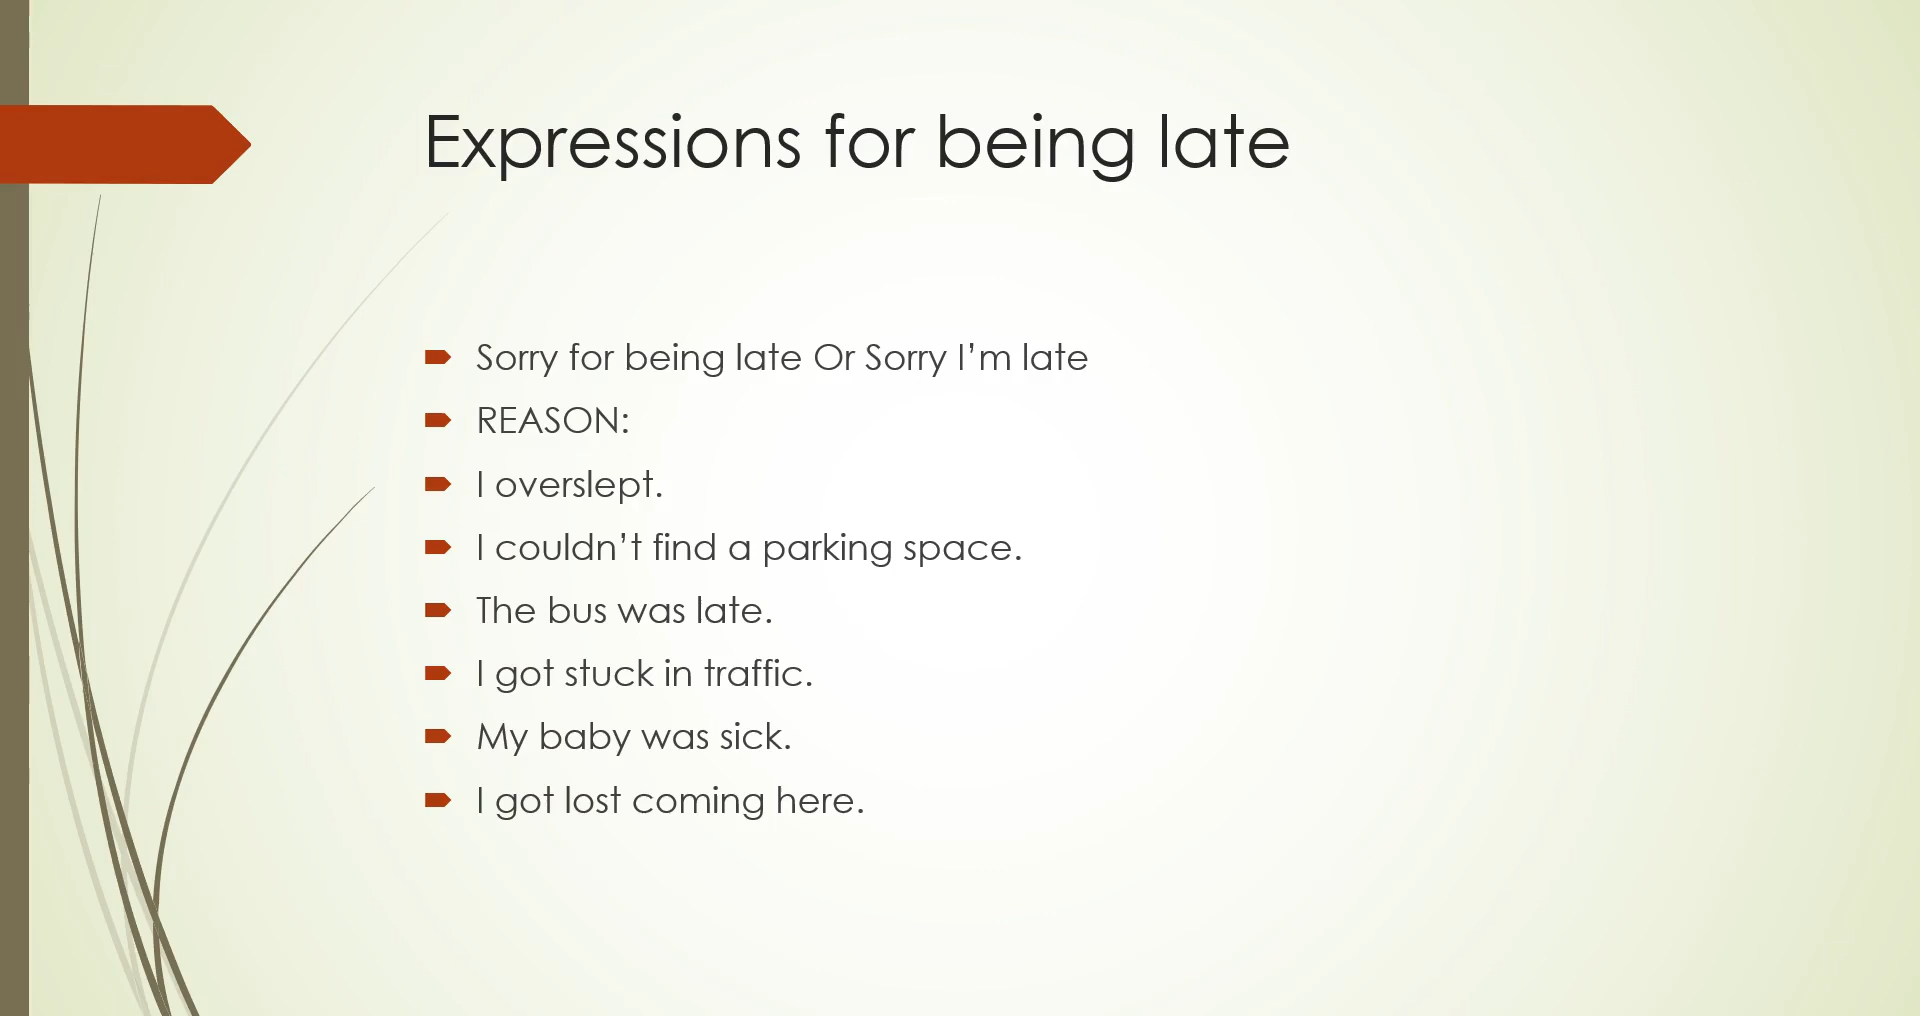 Expressions for being late
Sorry for being late Or Sorry I’m late
REASON:
I overslept.
I couldn’t find a parking space.
The bus was late.
I got stuck in traffic.
My baby was sick.
I got lost coming here.